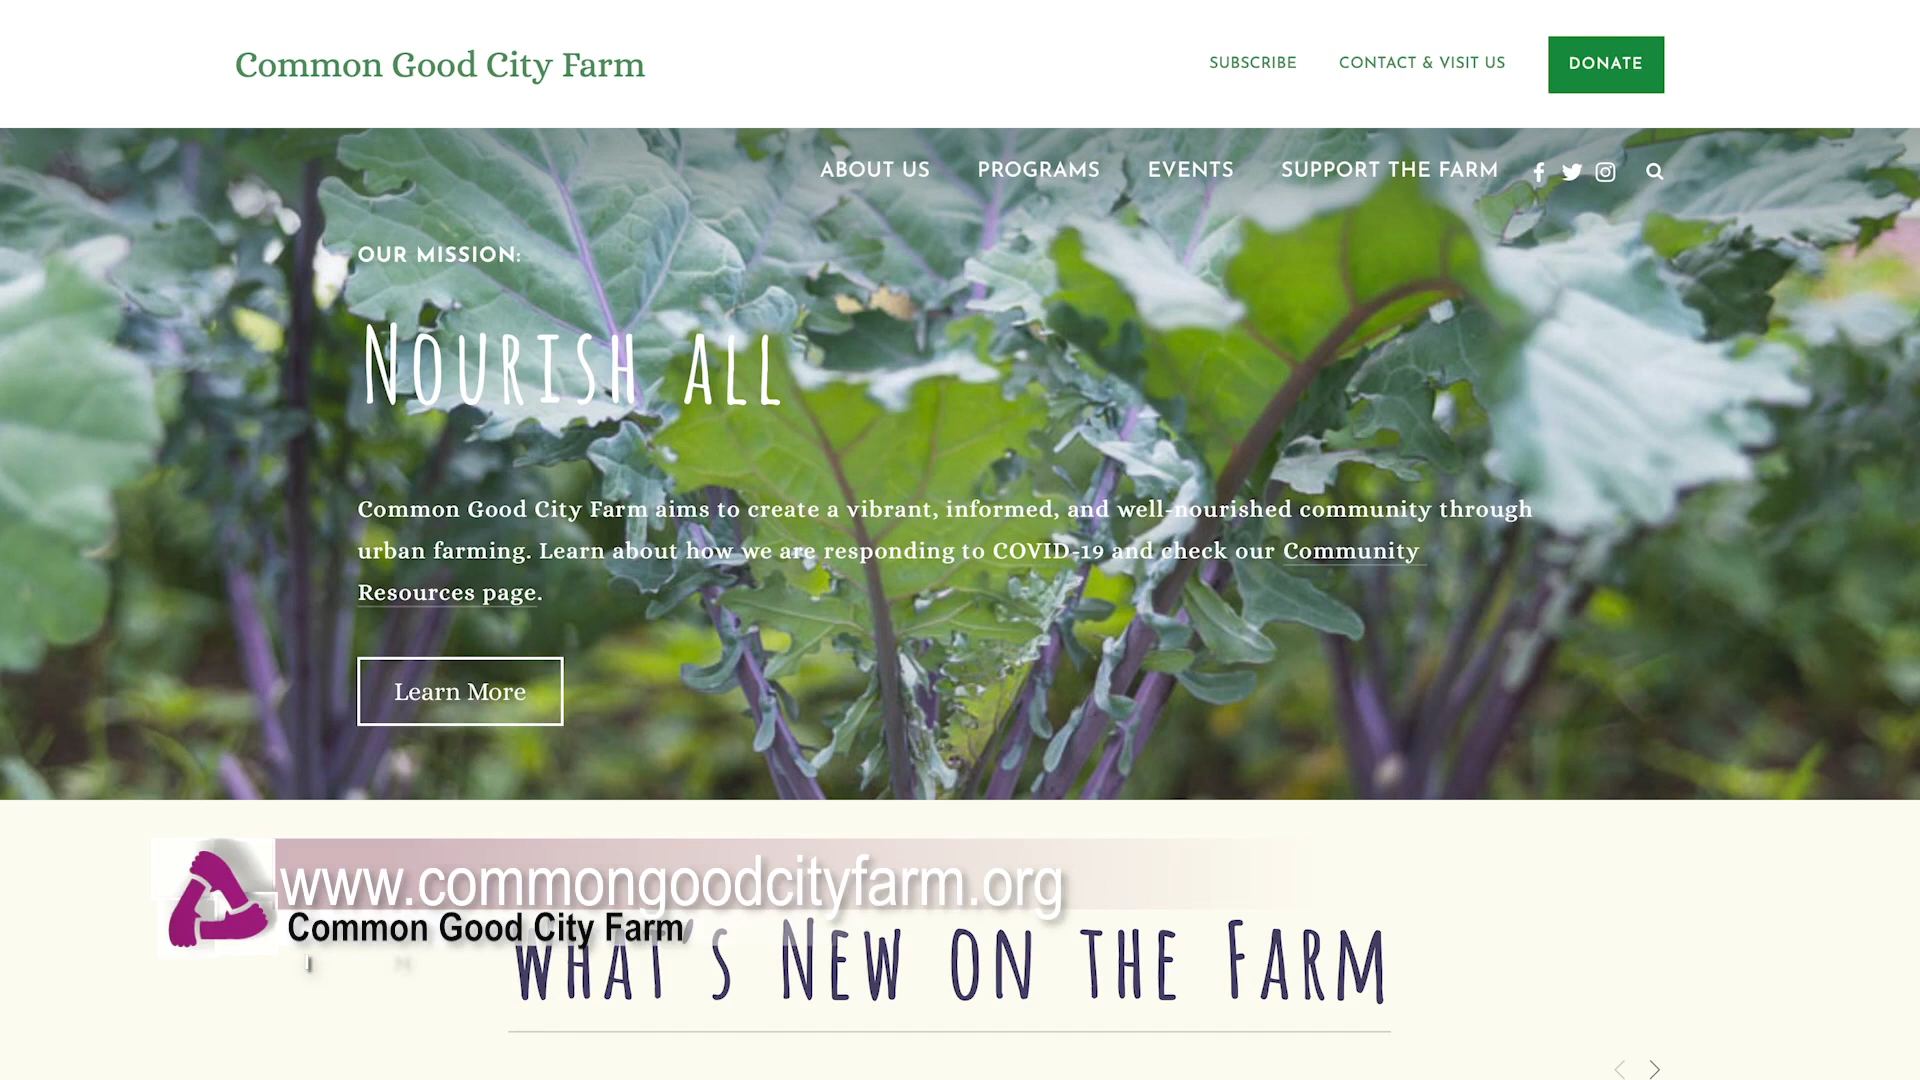 Common Good City Farm
SUBSCRIBE
CONTACT & VISIT US
DONATE
ABOUT US
PROGRAMS
EVENTS
SUPPORT THE FARM
OUR MISSION:
NOURISH ALL
Common Good City Farm aims to create a vibrant, informed, and well-nourished community through
urban farming. Learn about how we are responding to COVID-19 and check our Community
Resources page.
Learn More
www.commongoodcityfarm.org
Common Good City Farm
WHAT'S NEW ON THE FARM